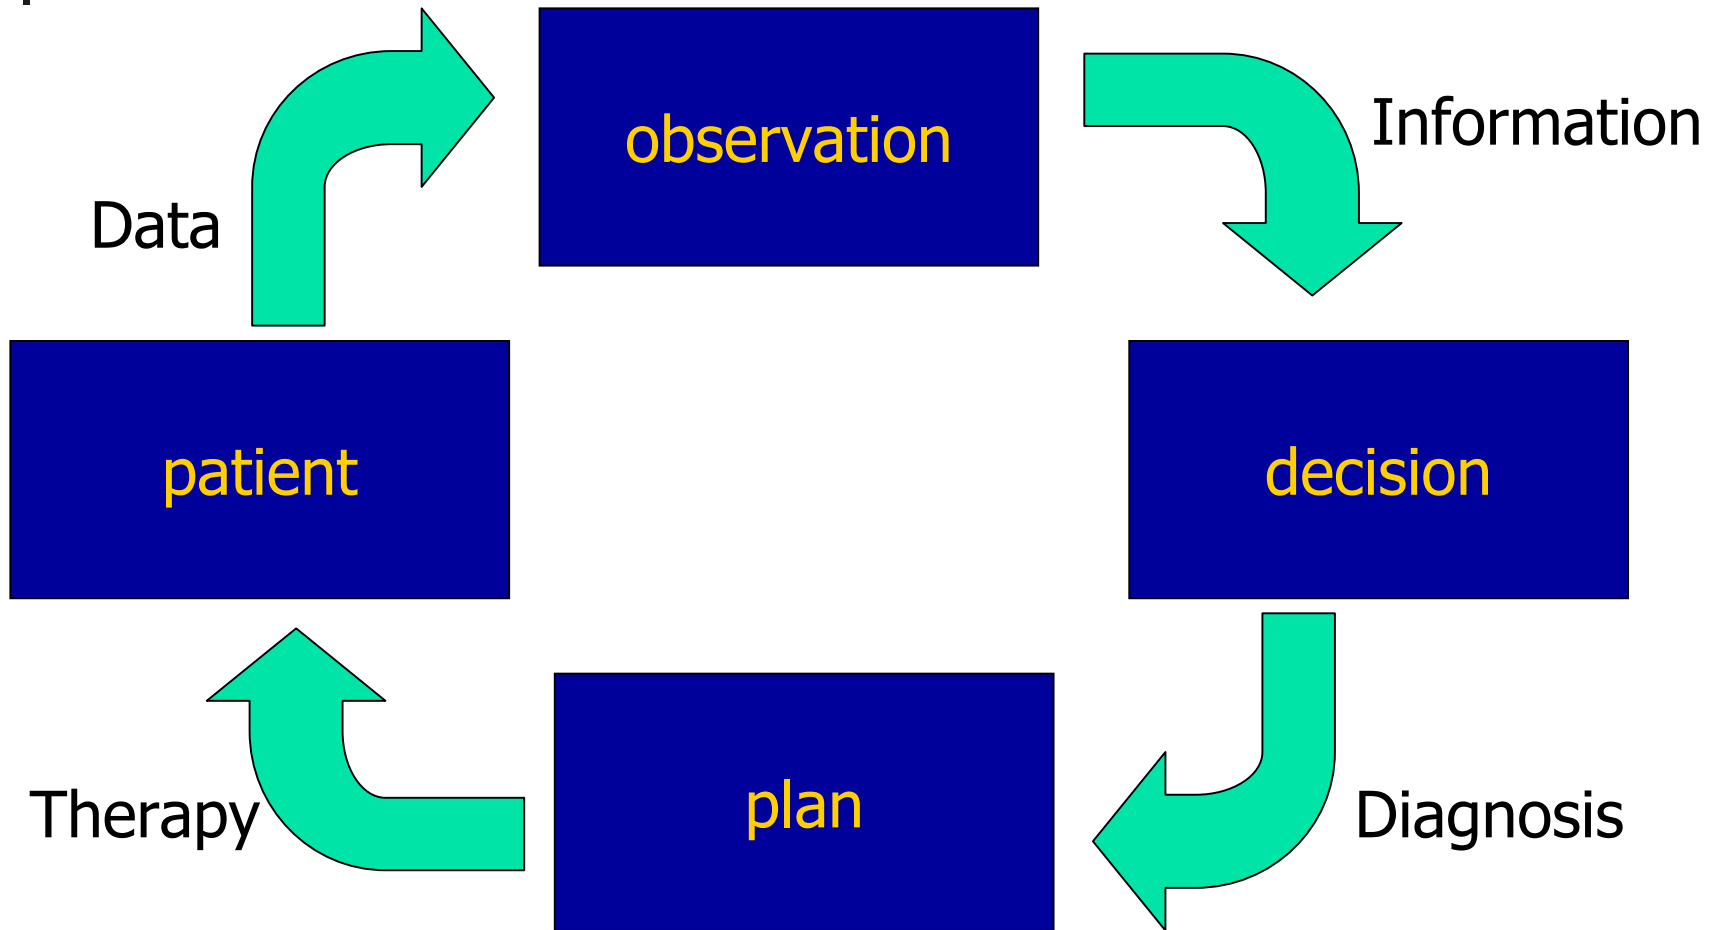 observation
Information
Data
patient
decision
Therapy
plan
Diagnosis